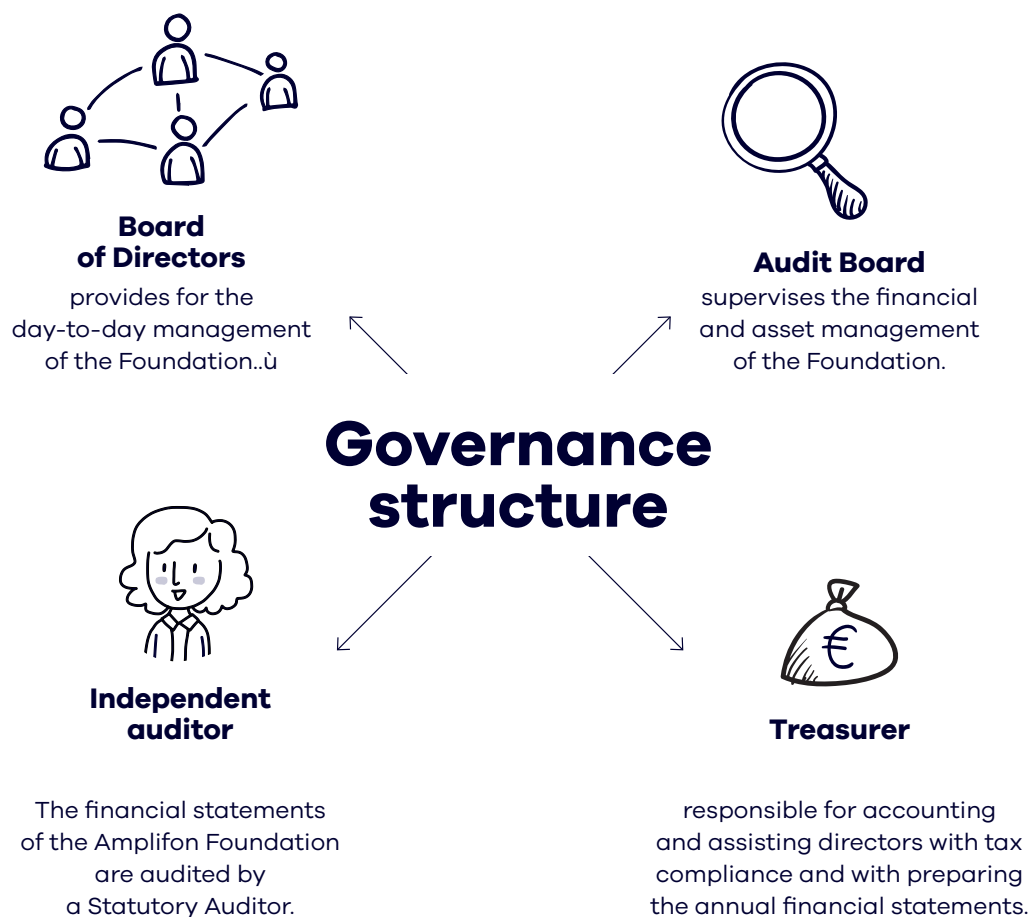 Board
of Directors
provides for the
day-to-day management
of the Foundation..ù
Audit Board
supervises the financial
and asset management
of the Foundation.
Governance
structure
Independent
auditor
The financial statements
of the Amplifon Foundation
are audited by
a Statutory Auditor.
€
Treasurer
responsible for accounting
and assisting directors with tax
compliance and with preparing
the annual financial statements.